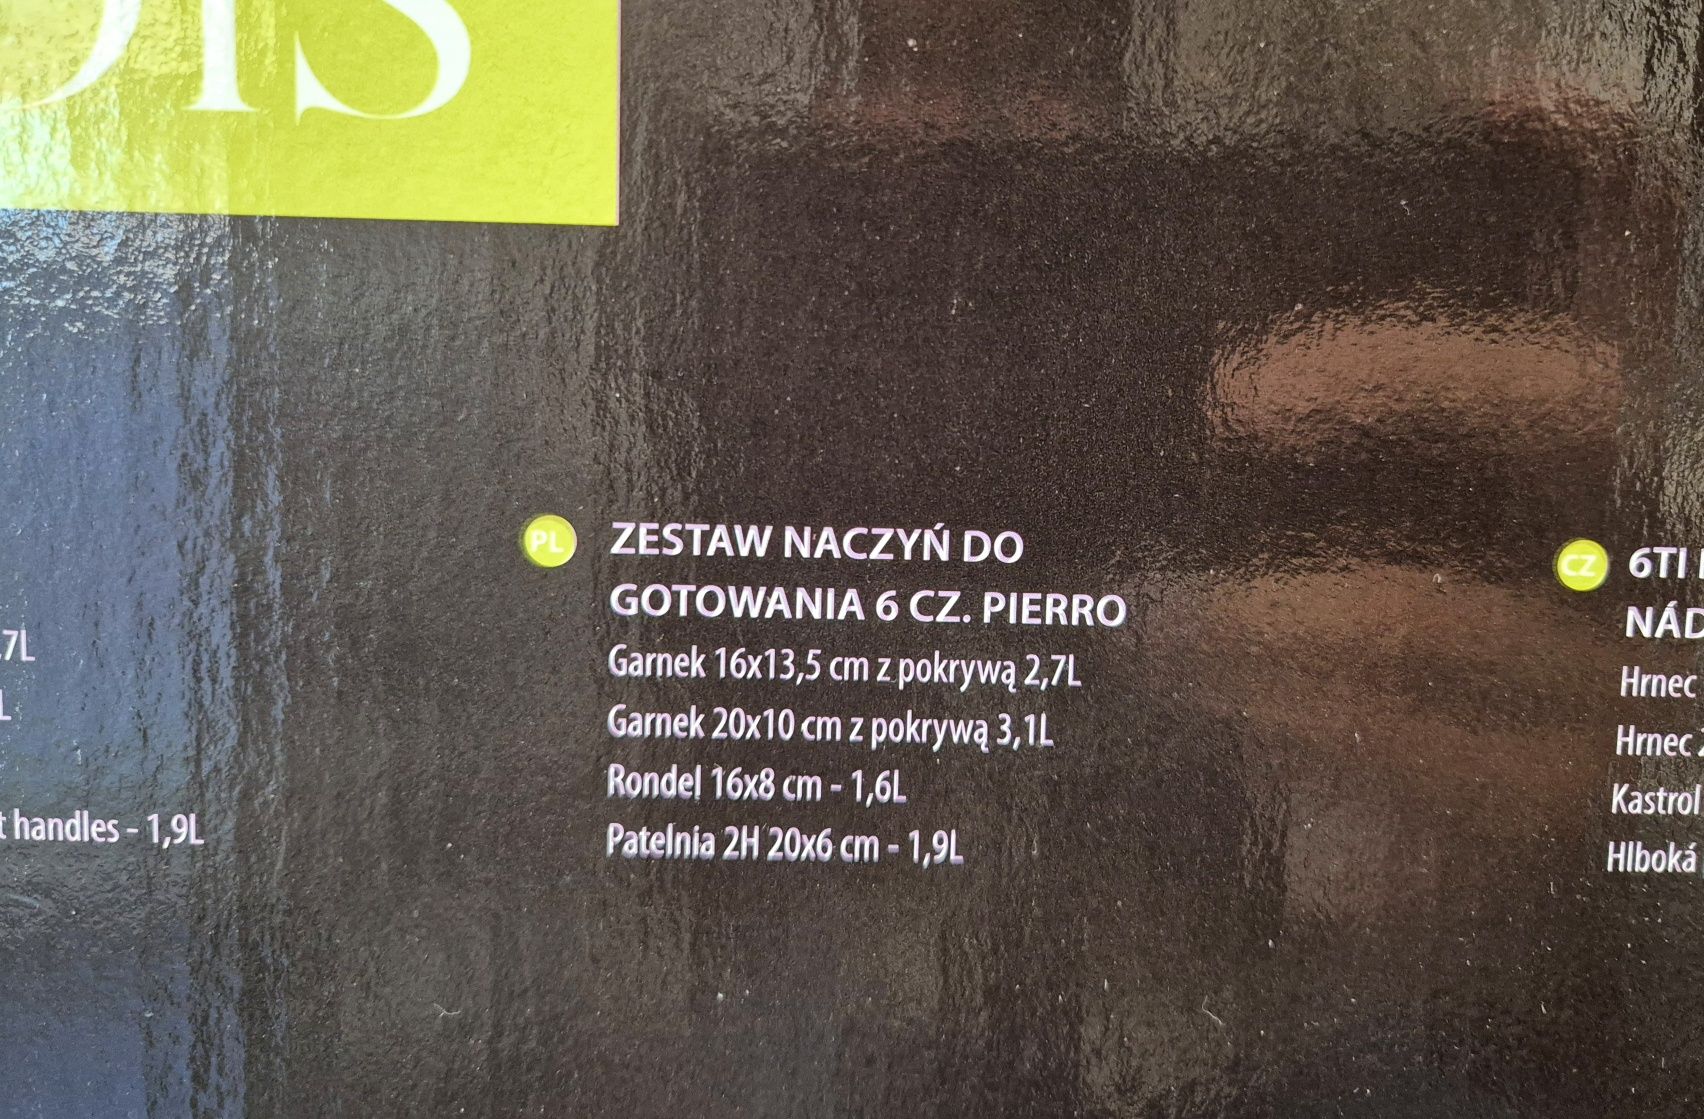 OIS
,7L
L
t handles - 1,9L
PL
ZESTAW NACZYŃ DO
GOTOWANIA 6 CZ. PIERRO
Garnek 16x13,5 cm z pokrywą 2,7L
Garnek 20x10 cm z pokrywą 3,1L
Rondel 16x8 cm - 1,6L
Patelnia 2H 20x6 cm - 1,9L
CZ
6TI
NÁD
Hrnec
Hrnec 2
Kastrol
Hlboká